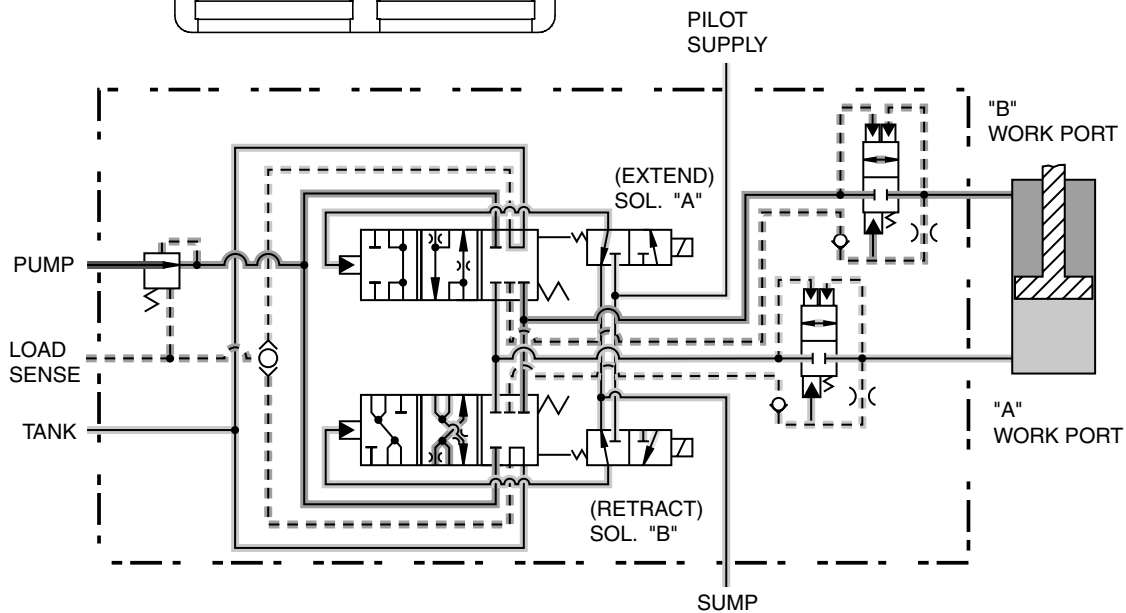 PILOT
SUPPLY
"B"
WORK PORT
(EXTEND)
SOL. "A"
PUMP
LOAD
SENSE
TANK
"A"
WORK PORT
(RETRACT)
SOL. "B"
SUMP